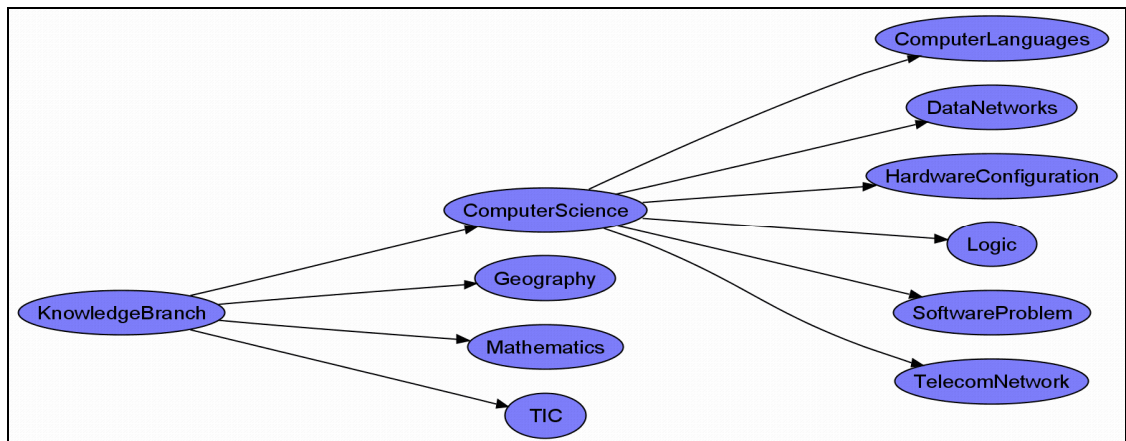 ComputerLanguages
DataNetworks
HardwareConfiguration
ComputerScience
Logic
Geography
KnowledgeBranch
SoftwareProblem
Mathematics
TelecomNetwork
TIC